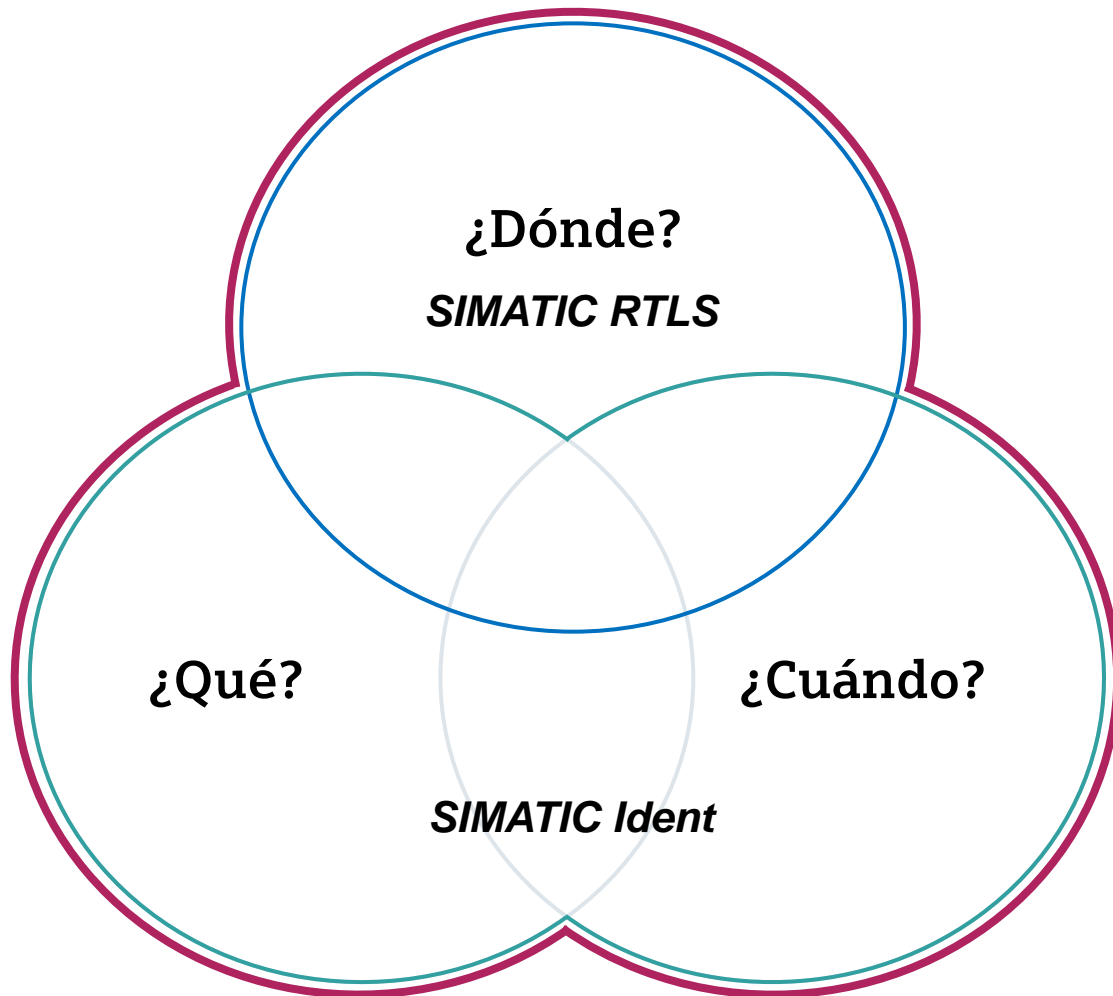 ¿Dónde?
SIMATIC RTLS
¿Qué?
¿Cuándo?
SIMATIC Ident